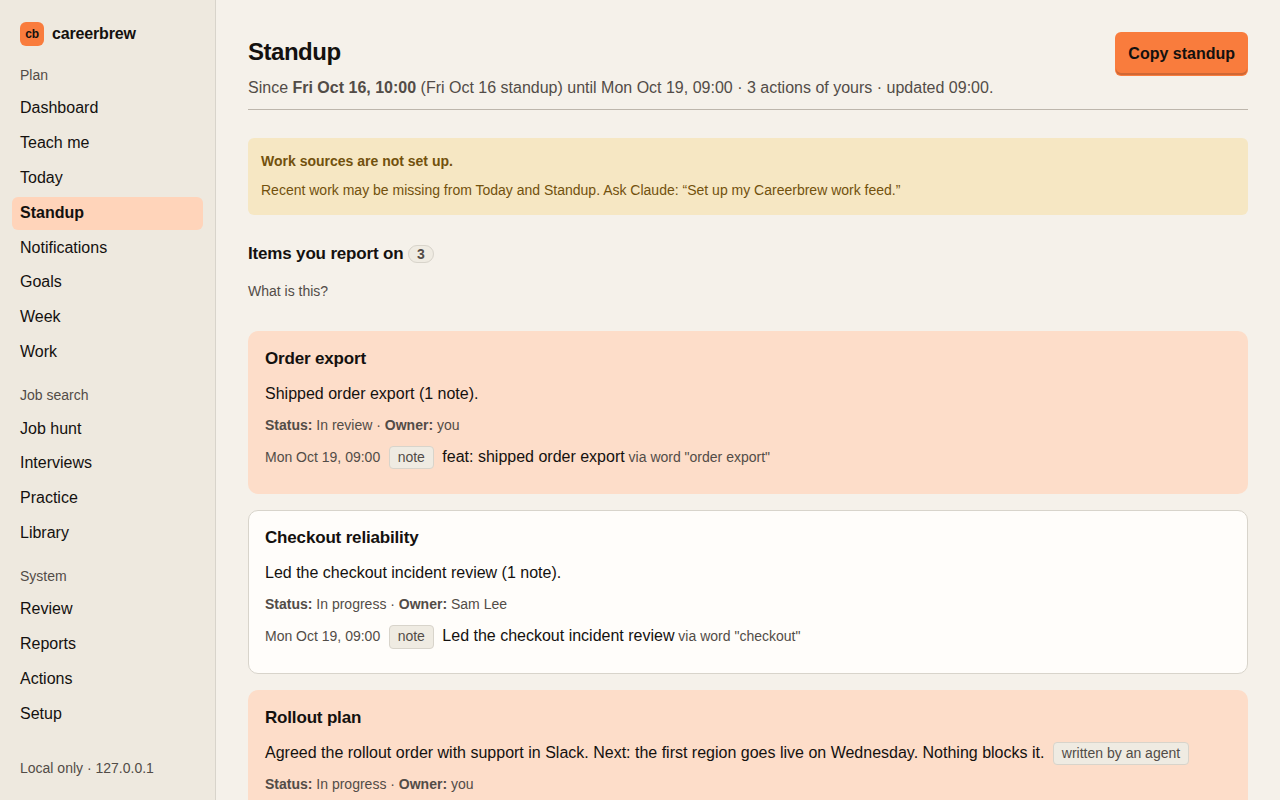 cb careerbrew
Plan
Dashboard
Teach me
Today
Standup
Notifications
Goals
Week
Work
Job search
Job hunt
Interviews
Practice
Library
System
Review
Reports
Actions
Setup
Local only · 127.0.0.1
Standup
Copy standup
Since Fri Oct 16, 10:00 (Fri Oct 16 standup) until Mon Oct 19, 09:00 · 3 actions of yours · updated 09:00.
Work sources are not set up.
Recent work may be missing from Today and Standup. Ask Claude: “Set up my Careerbrew work feed.”
Items you report on 3
What is this?
Order export
Shipped order export (1 note).
Status: In review · Owner: you
Mon Oct 19, 09:00 note feat: shipped order export via word "order export"
Checkout reliability
Led the checkout incident review (1 note).
Status: In progress · Owner: Sam Lee
Mon Oct 19, 09:00 note Led the checkout incident review via word "checkout"
Rollout plan
Agreed the rollout order with support in Slack. Next: the first region goes live on Wednesday. Nothing blocks it. written by an agent
Status: In progress · Owner: you